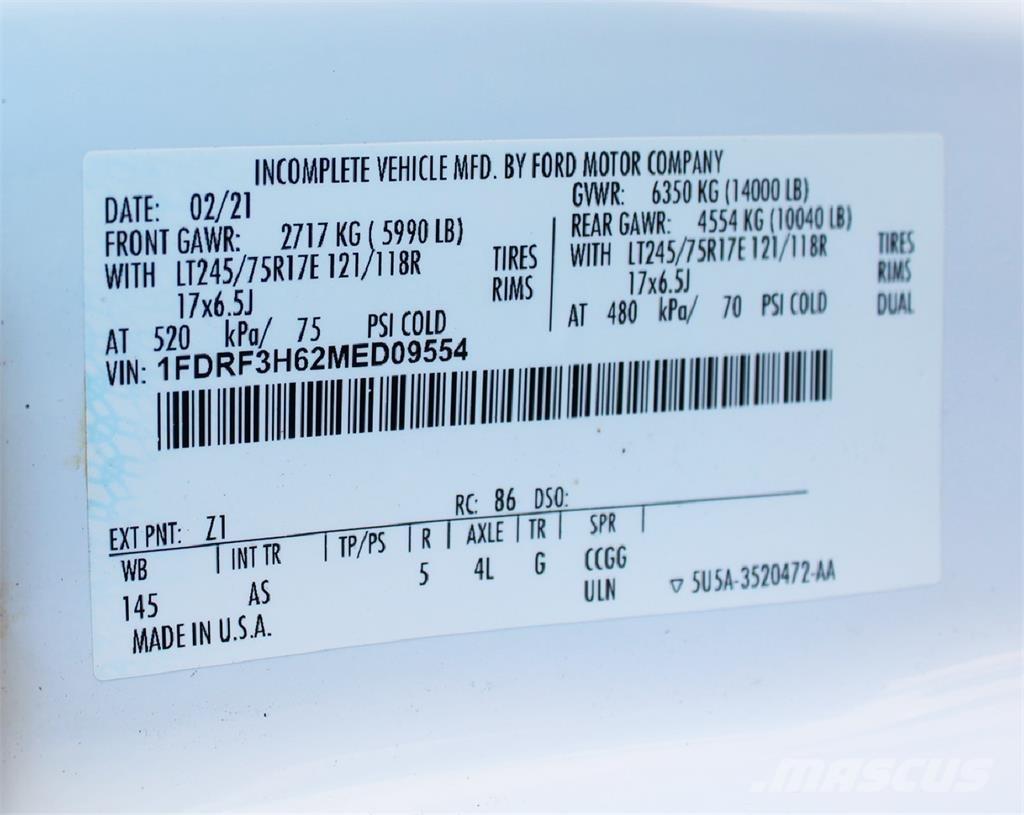 INCOMPLETE VEHICLE MFD. BY FORD MOTOR COMPANY
DATE: 02/21
GVWR: 6350 KG (14000 LB)
FRONT GAWR: 2717 KG ( 5990 LB)
REAR GAWR: 4554 KG (10040 LB)
WITH LT245/75R17E 121/118R TIRES
WITH LT245/75R17E 121/118R TIRES
17x6.5J RIMS
17x6.5J RIMS
AT 520 kPa/ 75 PSI COLD
AT 480 kPa/ 70 PSI COLD DUAL
VIN: 1FDRF3H62MED09554
EXT PNT: Z1 RC: 86 DSO:
WB INT TR TP/PS R AXLE TR SPR
145 AS 5 4L G CCGG
ULN ▽ 5U5A-3520472-AA
MADE IN U.S.A.
MASCUS